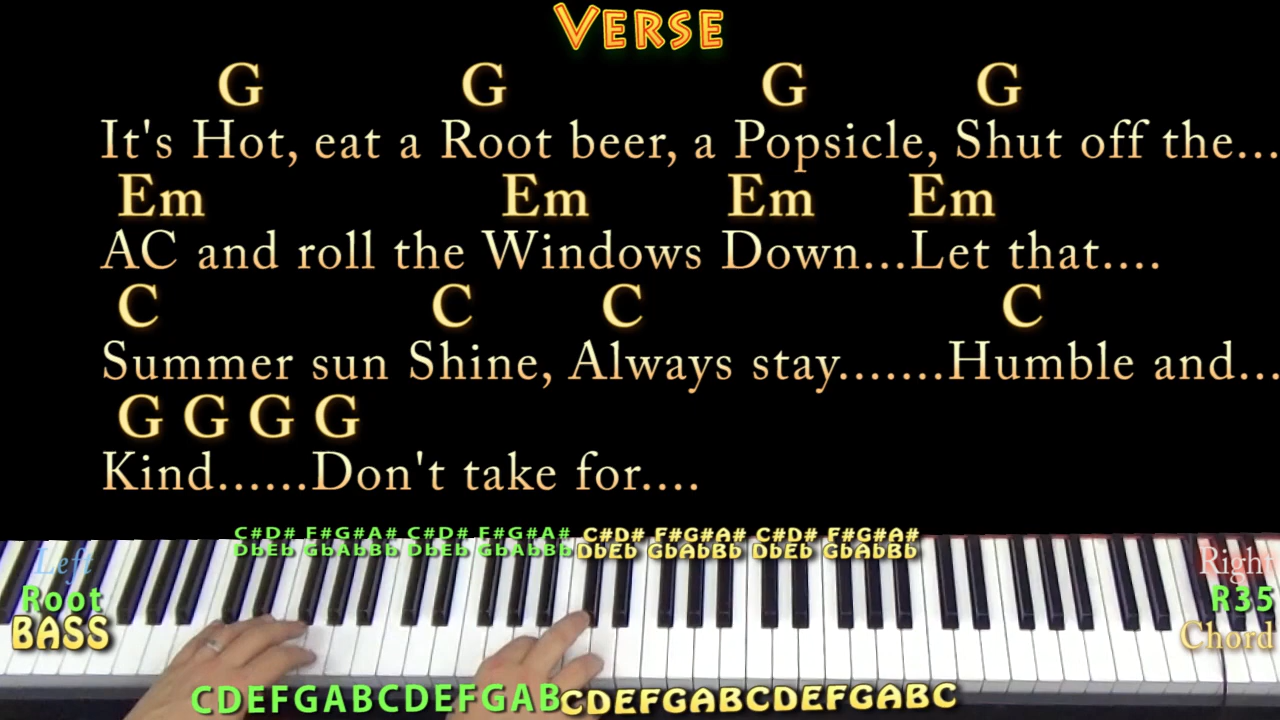 VERSE
G G G G
It's Hot, eat a Root beer, a Popsicle, Shut off the...
Em Em Em Em
AC and roll the Windows Down...Let that....
C C C C
Summer sun Shine, Always stay.......Humble and...
G G G G
Kind......Don't take for....
C#D# F#G#A# C#D# F#G#A# C#D# F#G#A# C#D# F#G#A#
DbEb GbAbBb DbEb GbAbBb DbEb GbAbBb DbEb GbAbBb
Left
Root
BASS
Right
R35
Chord
CDEFGABCDEFGABCDEFGABCDEFGABC